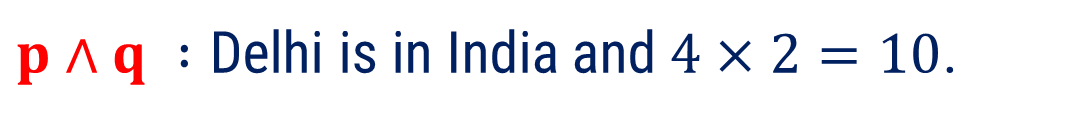 p ∧ q : Delhi is in India and 4 × 2 = 10.